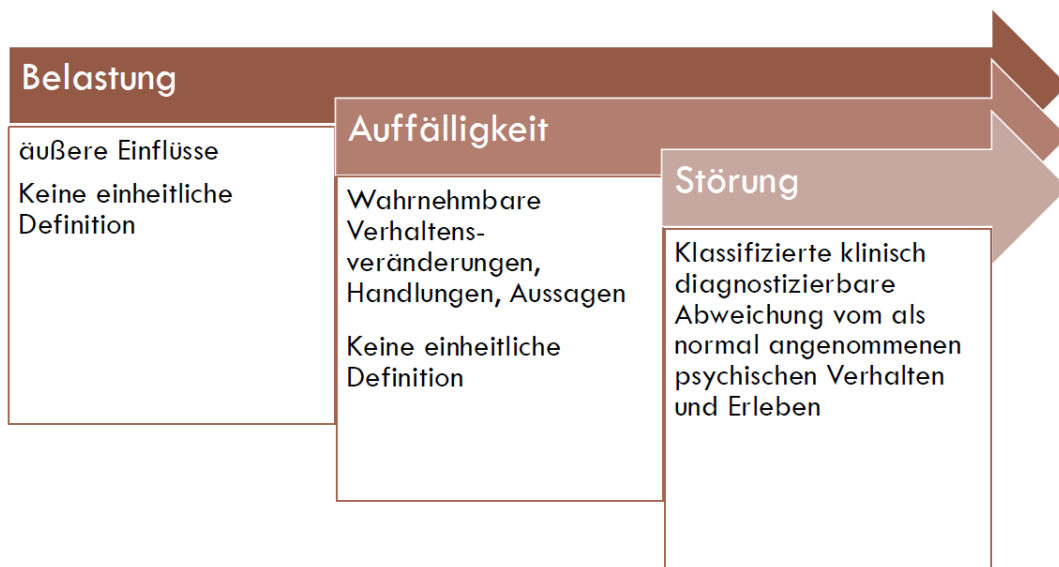 Belastung
äußere Einflüsse
Keine einheitliche
Definition
Auffälligkeit
Wahrnehmbare
Verhaltens-
veränderungen,
Handlungen, Aussagen
Keine einheitliche
Definition
Störung
Klassifizierte klinisch
diagnostizierbare
Abweichung vom als
normal angenommenen
psychischen Verhalten
und Erleben